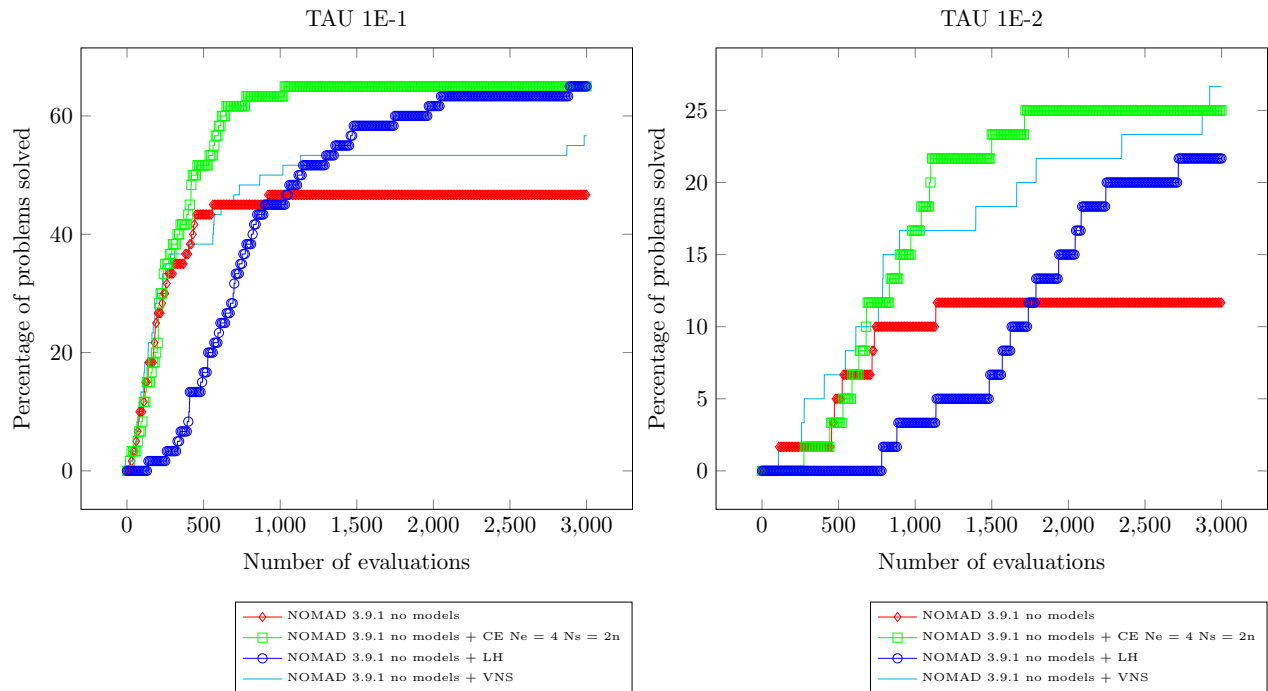 TAU 1E-1
Percentage of problems solved
60
40
20
0
0 500 1,000 1,500 2,000 2,500 3,000
Number of evaluations
NOMAD 3.9.1 no models
NOMAD 3.9.1 no models + CE Ne = 4 Ns = 2n
NOMAD 3.9.1 no models + LH
NOMAD 3.9.1 no models + VNS
TAU 1E-2
Percentage of problems solved
25
20
15
10
5
0
0 500 1,000 1,500 2,000 2,500 3,000
Number of evaluations
NOMAD 3.9.1 no models
NOMAD 3.9.1 no models + CE Ne = 4 Ns = 2n
NOMAD 3.9.1 no models + LH
NOMAD 3.9.1 no models + VNS